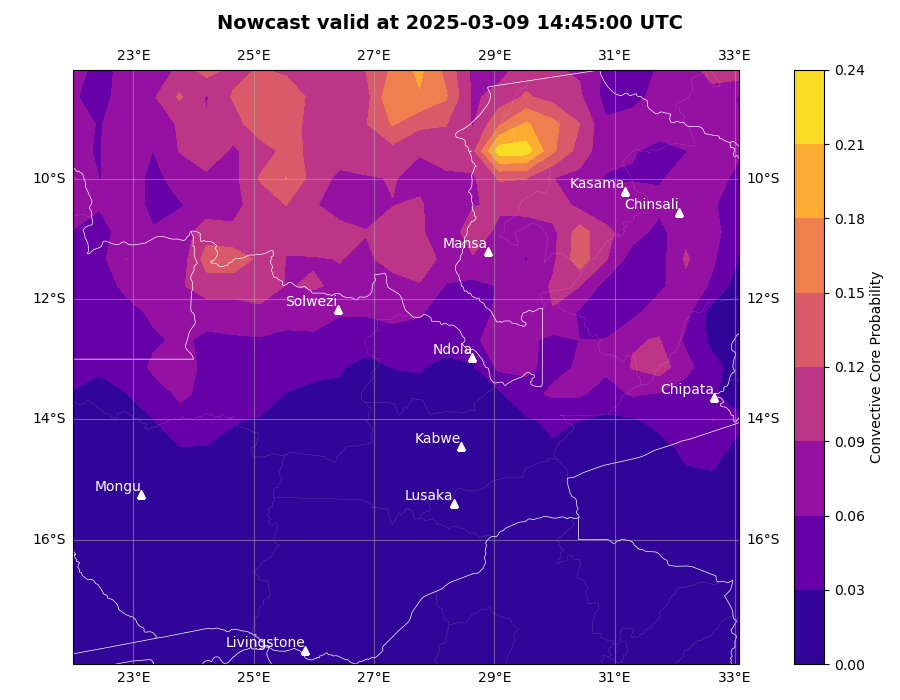 Nowcast valid at 2025-03-09 14:45:00 UTC
23°E 25°E 27°E 29°E 31°E 33°E
0.24
0.21
10°S 10°S
Kasama
Chinsali
0.18
Mansa
0.15
12°S 12°S
Solwezi
Ndola
0.12
Chipata
14°S 14°S
Kabwe
0.09
Convective Core Probability
Mongu
Lusaka
0.06
16°S 16°S
0.03
Livingstone
0.00
23°E 25°E 27°E 29°E 31°E 33°E